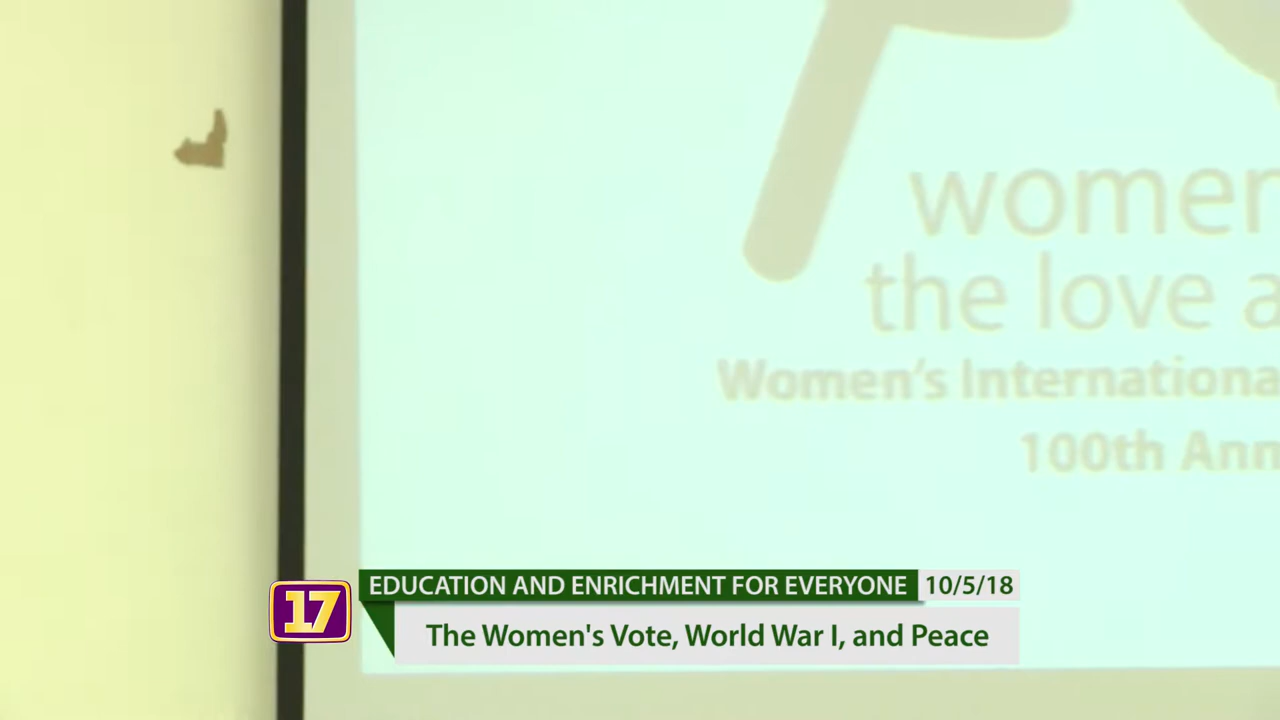 women
the love a
Women's Internationa
100th Ann
EDUCATION AND ENRICHMENT FOR EVERYONE 10/5/18
17
The Women's Vote, World War I, and Peace